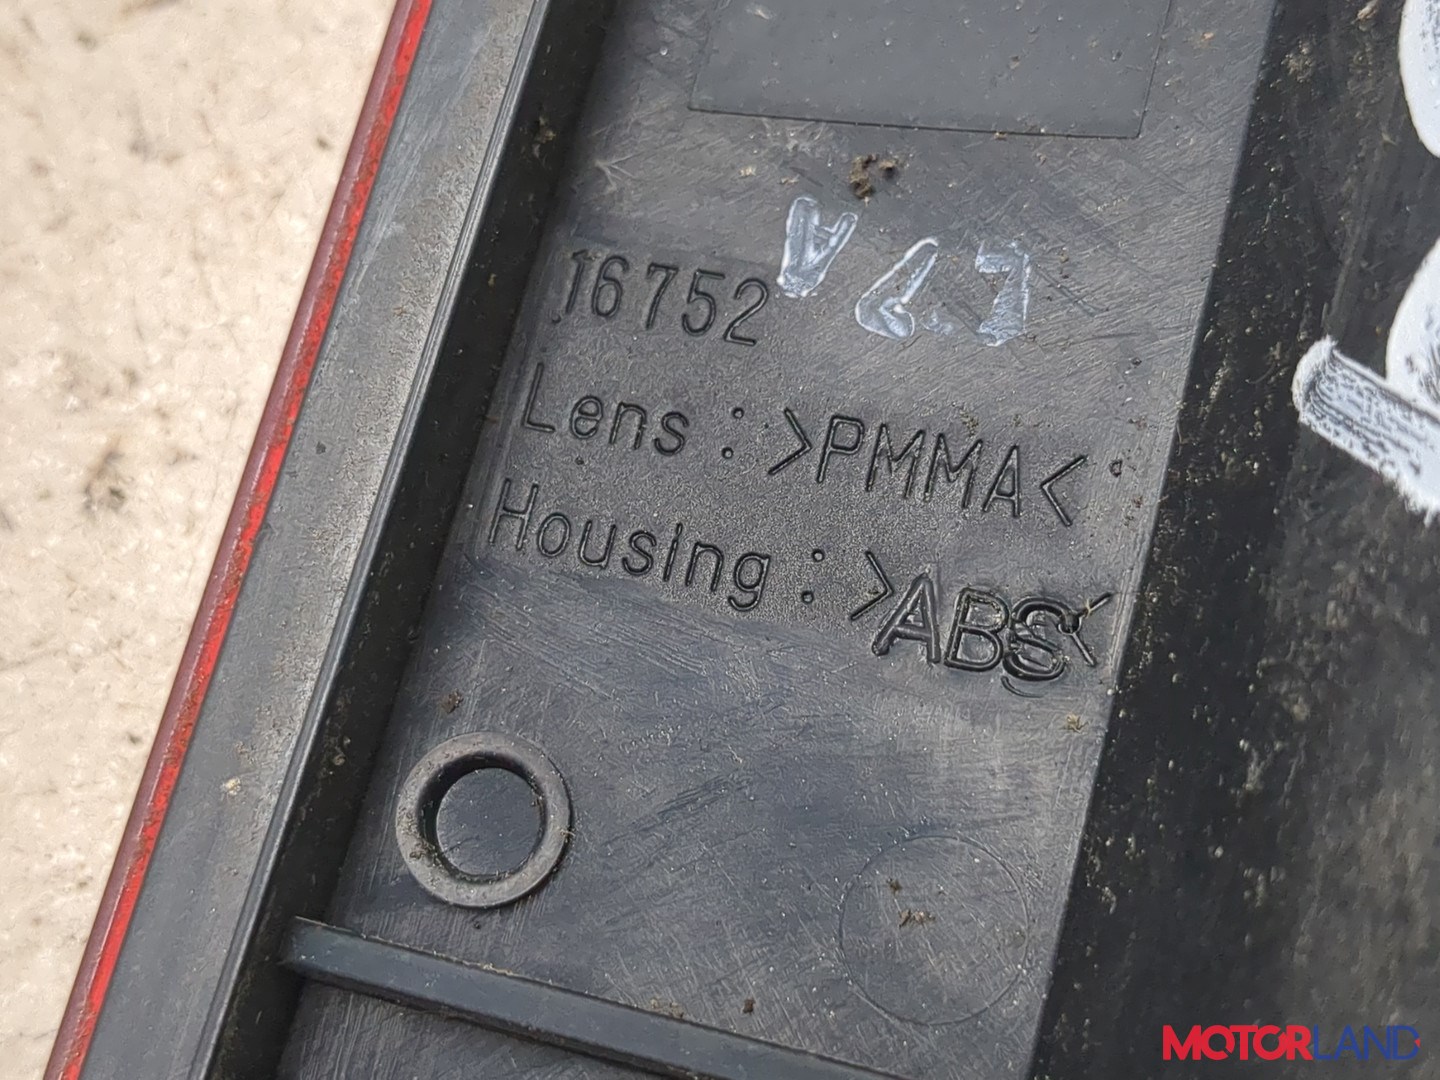 16752
Lens : >PMMA<
Housing : >ABS<
MOTORLAND